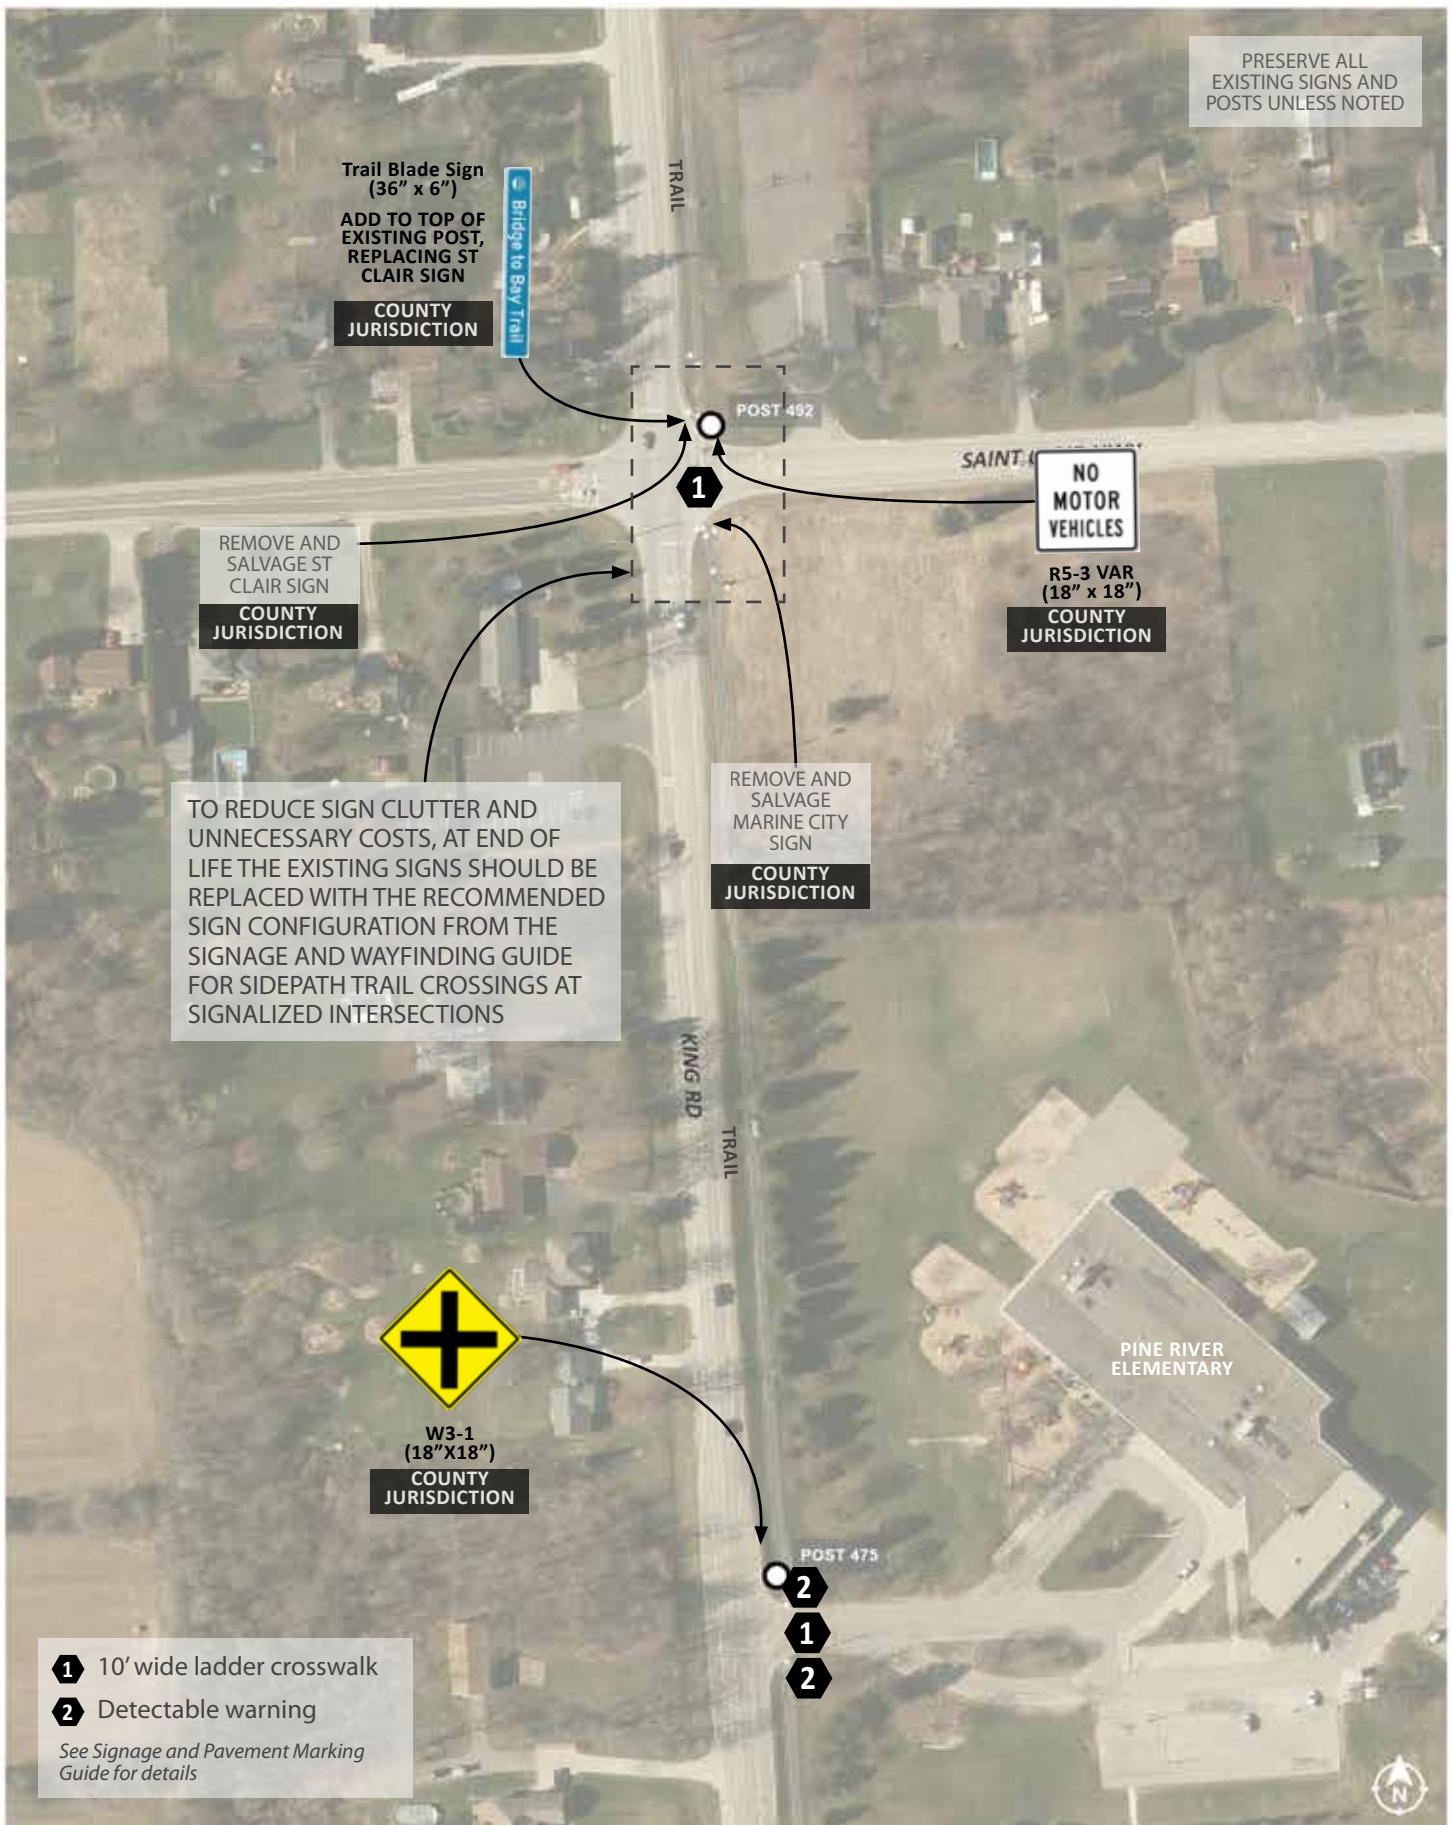 PRESERVE ALL
EXISTING SIGNS AND
POSTS UNLESS NOTED
TRAIL
Trail Blade Sign
(36” x 6”)
ADD TO TOP OF
EXISTING POST,
REPLACING ST
CLAIR SIGN
COUNTY
JURISDICTION
Bridge to Bay Trail
POST 492
1
SAINT
NO
MOTOR
VEHICLES
R5-3 VAR
(18” x 18”)
COUNTY
JURISDICTION
REMOVE AND
SALVAGE ST
CLAIR SIGN
COUNTY
JURISDICTION
TO REDUCE SIGN CLUTTER AND
UNNECESSARY COSTS, AT END OF
LIFE THE EXISTING SIGNS SHOULD BE
REPLACED WITH THE RECOMMENDED
SIGN CONFIGURATION FROM THE
SIGNAGE AND WAYFINDING GUIDE
FOR SIDEPATH TRAIL CROSSINGS AT
SIGNALIZED INTERSECTIONS
REMOVE AND
SALVAGE
MARINE CITY
SIGN
COUNTY
JURISDICTION
KING RD
TRAIL
W3-1
(18”X18”)
COUNTY
JURISDICTION
PINE RIVER
ELEMENTARY
POST 475
2
1
2
1 10’ wide ladder crosswalk
2 Detectable warning
See Signage and Pavement Marking
Guide for details
N